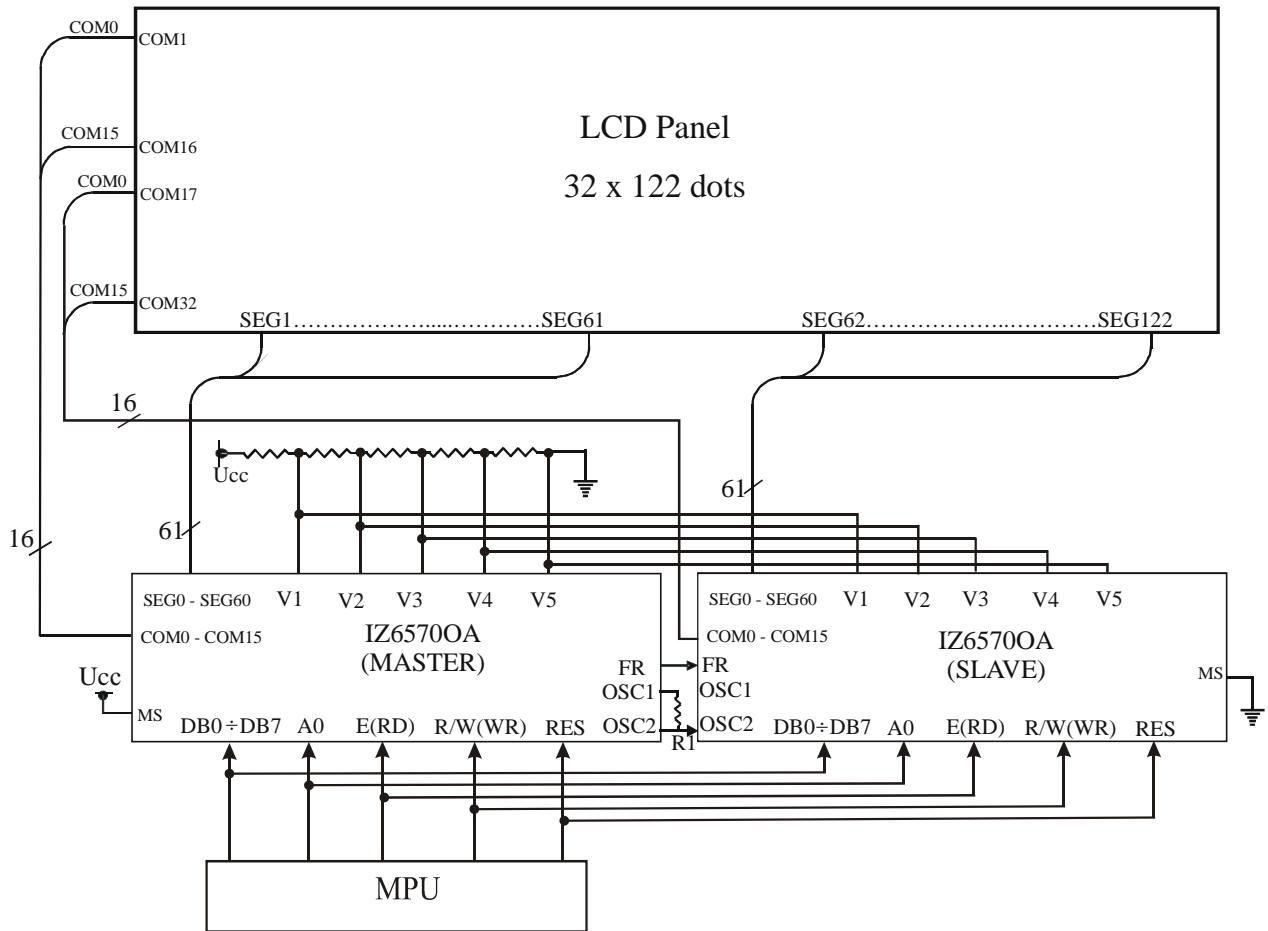 COM0
COM1
LCD Panel
COM15
COM16
32 x 122 dots
COM0
COM17
COM15
COM32
SEG1……………….....…………SEG61
SEG62………………...…………SEG122
16
Ucc
61
61
16
SEG0 - SEG60 V1 V2 V3 V4 V5
COM0 - COM15
IZ6570OA
(MASTER)
FR
OSC1
Ucc
MS
DB0÷DB7 A0 E(RD) R/W(WR) RES OSC2
R1
SEG0 - SEG60 V1 V2 V3 V4 V5
COM0 - COM15
IZ6570OA
(SLAVE)
FR
OSC1
MS
OSC2 DB0÷DB7 A0 E(RD) R/W(WR) RES
MPU